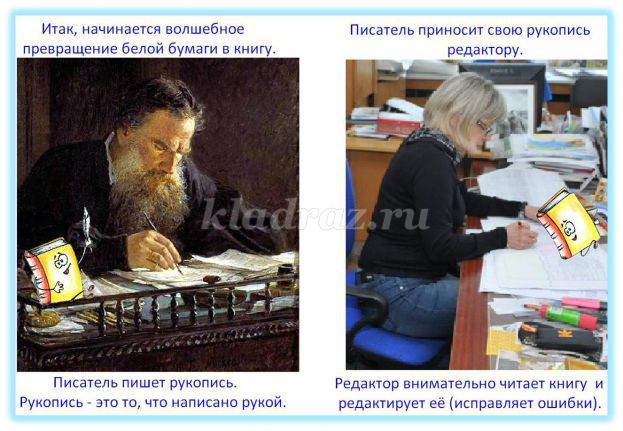 Итак, начинается волшебное
превращение белой бумаги в книгу.
Писатель приносит свою рукопись
редактору.
kladraz.ru
Писатель пишет рукопись.
Рукопись - это то, что написано рукой.
Редактор внимательно читает книгу и
редактирует её (исправляет ошибки).